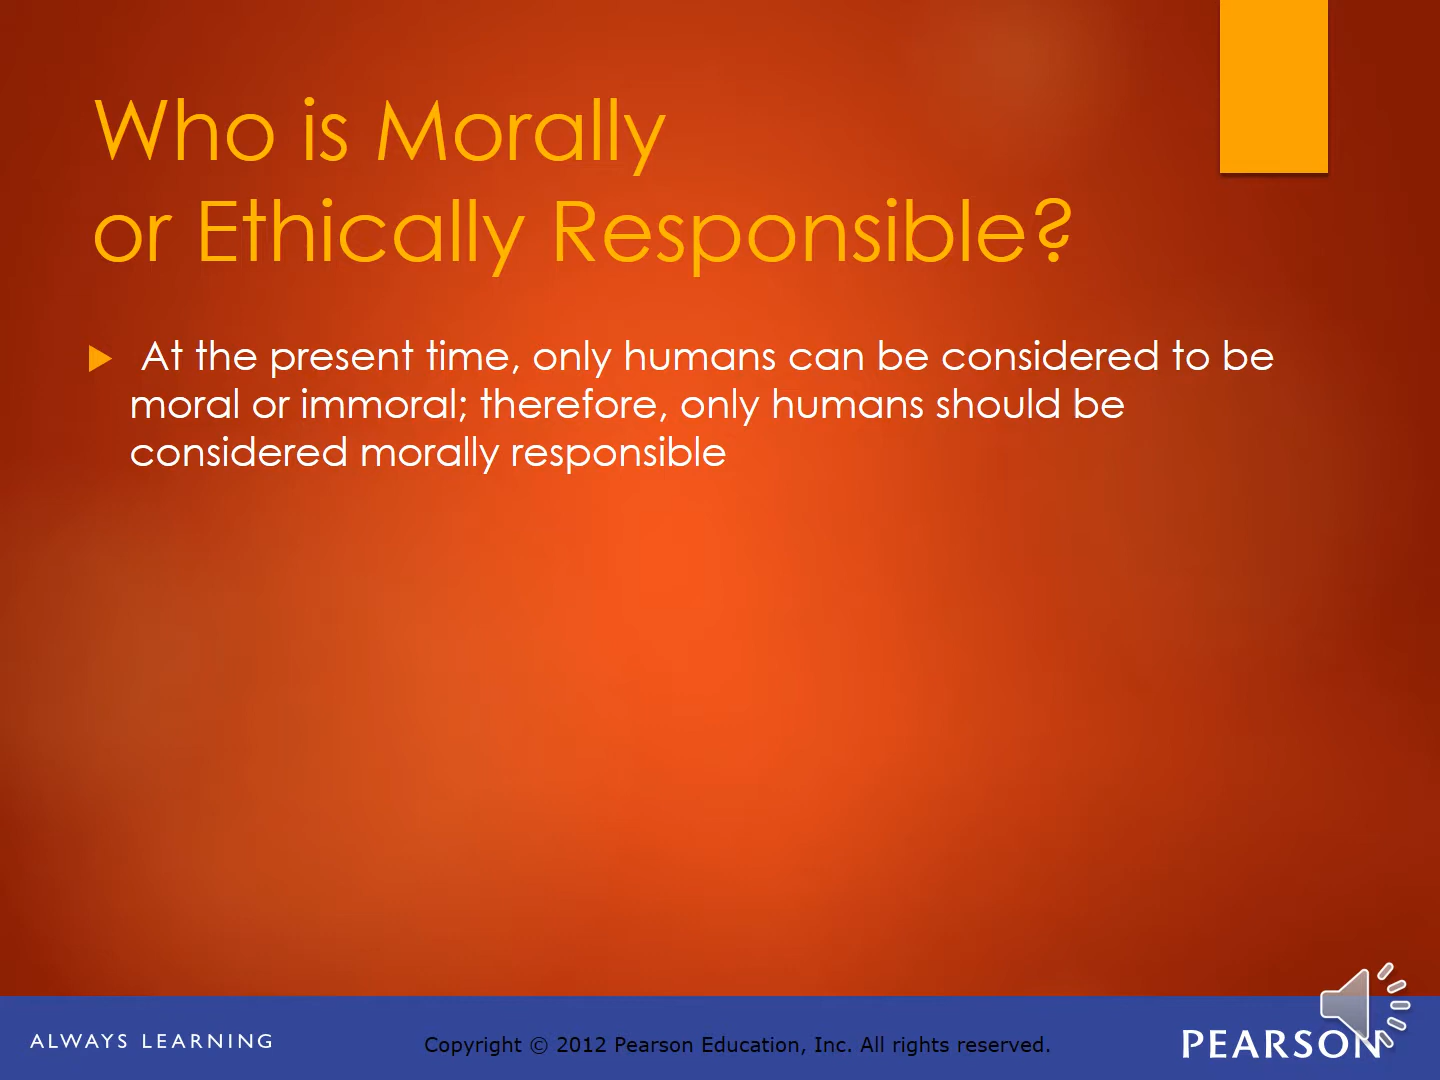 Who is Morally
or Ethically Responsible?
At the present time, only humans can be considered to be
moral or immoral; therefore, only humans should be
considered morally responsible
ALWAYS LEARNING
Copyright © 2012 Pearson Education, Inc. All rights reserved.
PEARSON